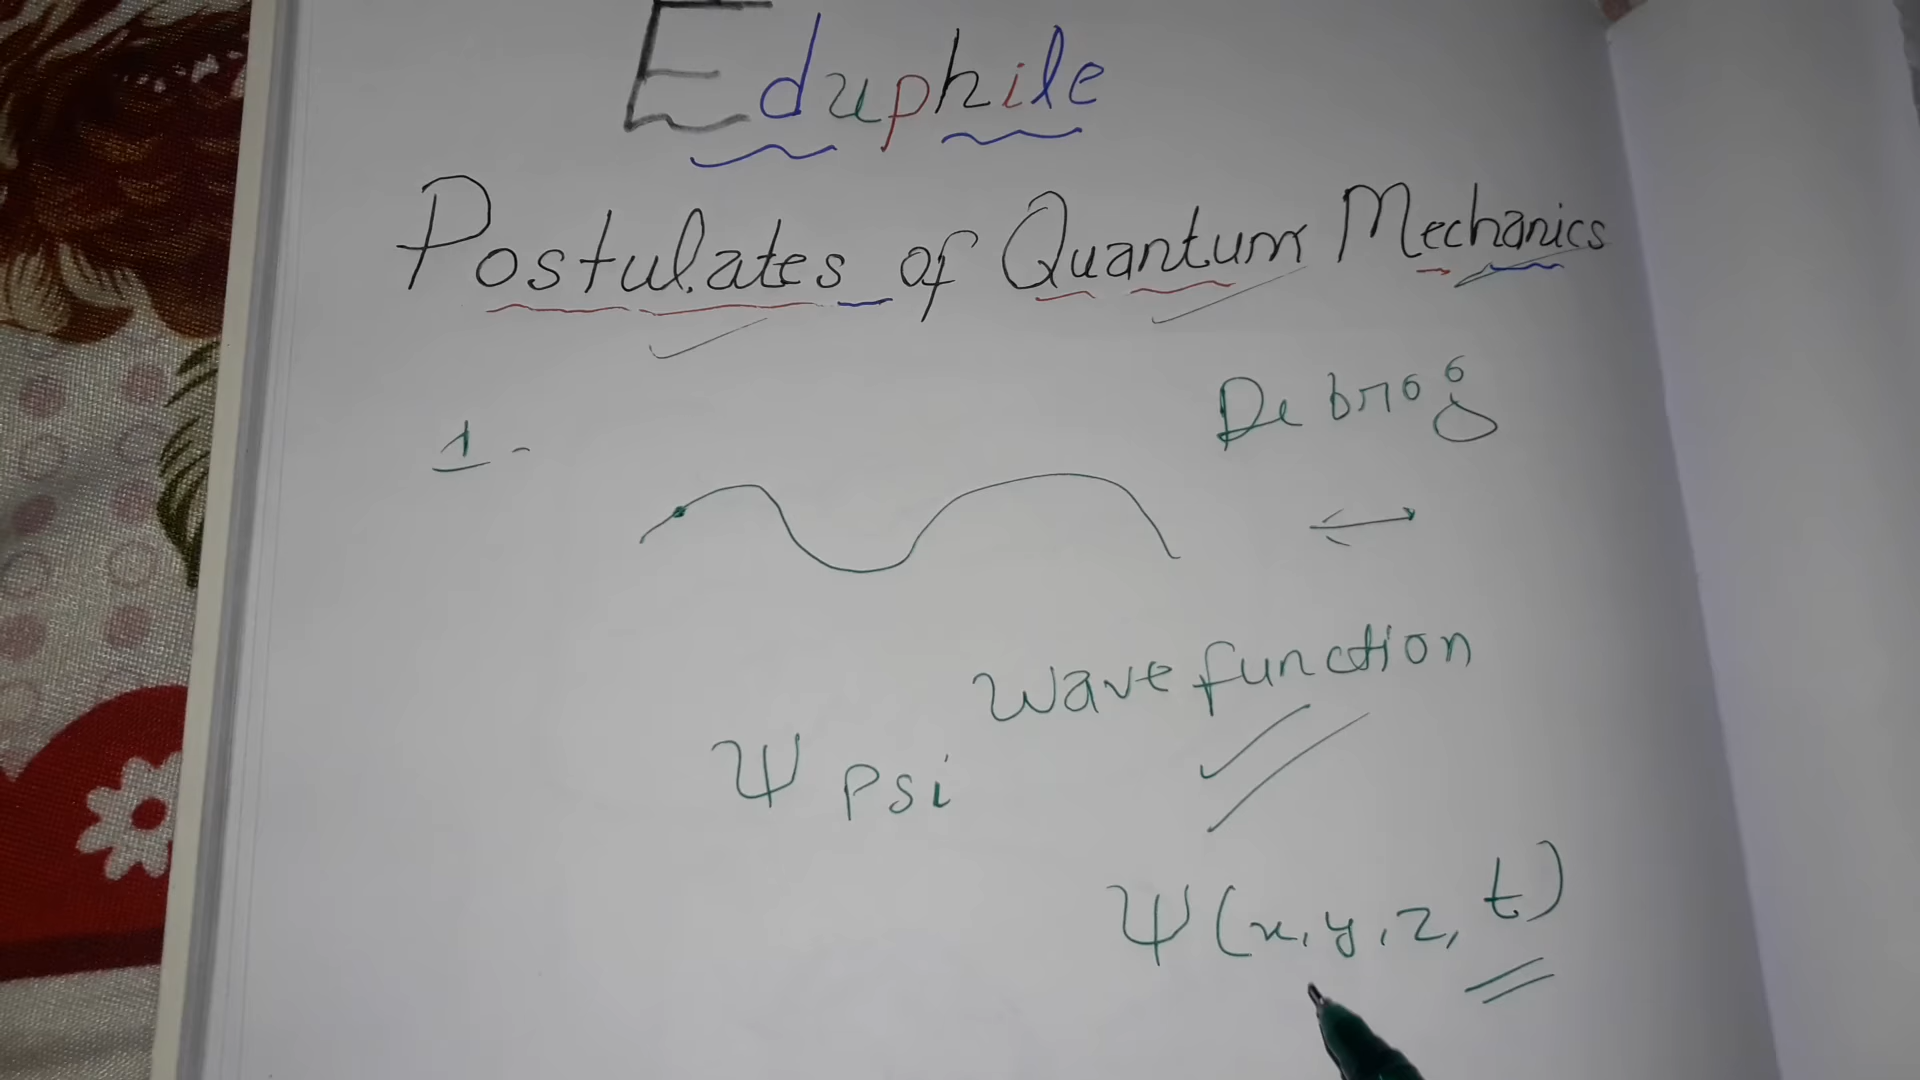 Eduphile
Postulates of Quantum Mechanics
1 -
De brog
Wave function
Ψ Psi
Ψ(x, y, z, t)